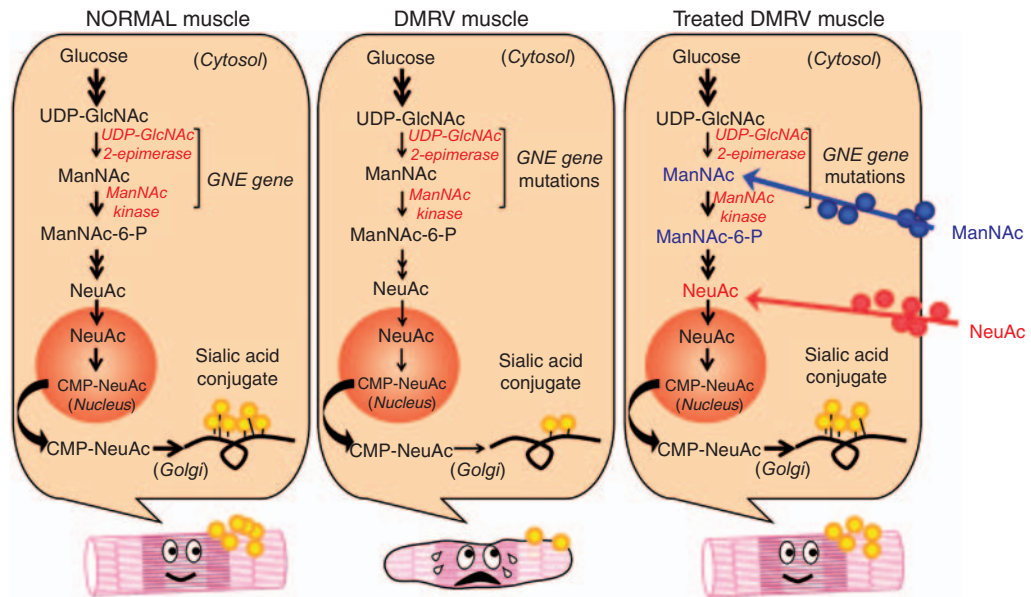 NORMAL muscle
Glucose
(Cytosol)
UDP-GlcNAc
UDP-GlcNAc
2-epimerase
ManNAc
GNE gene
ManNAc
kinase
ManNAc-6-P
NeuAc
NeuAc
Sialic acid
conjugate
CMP-NeuAc
(Nucleus)
CMP-NeuAc
(Golgi)
DMRV muscle
Glucose
(Cytosol)
UDP-GlcNAc
UDP-GlcNAc
2-epimerase
ManNAc
GNE gene
mutations
ManNAc
kinase
ManNAc-6-P
NeuAc
NeuAc
Sialic acid
conjugate
CMP-NeuAc
(Nucleus)
CMP-NeuAc
(Golgi)
Treated DMRV muscle
Glucose
(Cytosol)
UDP-GlcNAc
UDP-GlcNAc
2-epimerase
ManNAc
GNE gene
mutations
ManNAc
kinase
ManNAc-6-P
ManNAc
NeuAc
NeuAc
NeuAc
Sialic acid
conjugate
CMP-NeuAc
(Nucleus)
CMP-NeuAc
(Golgi)